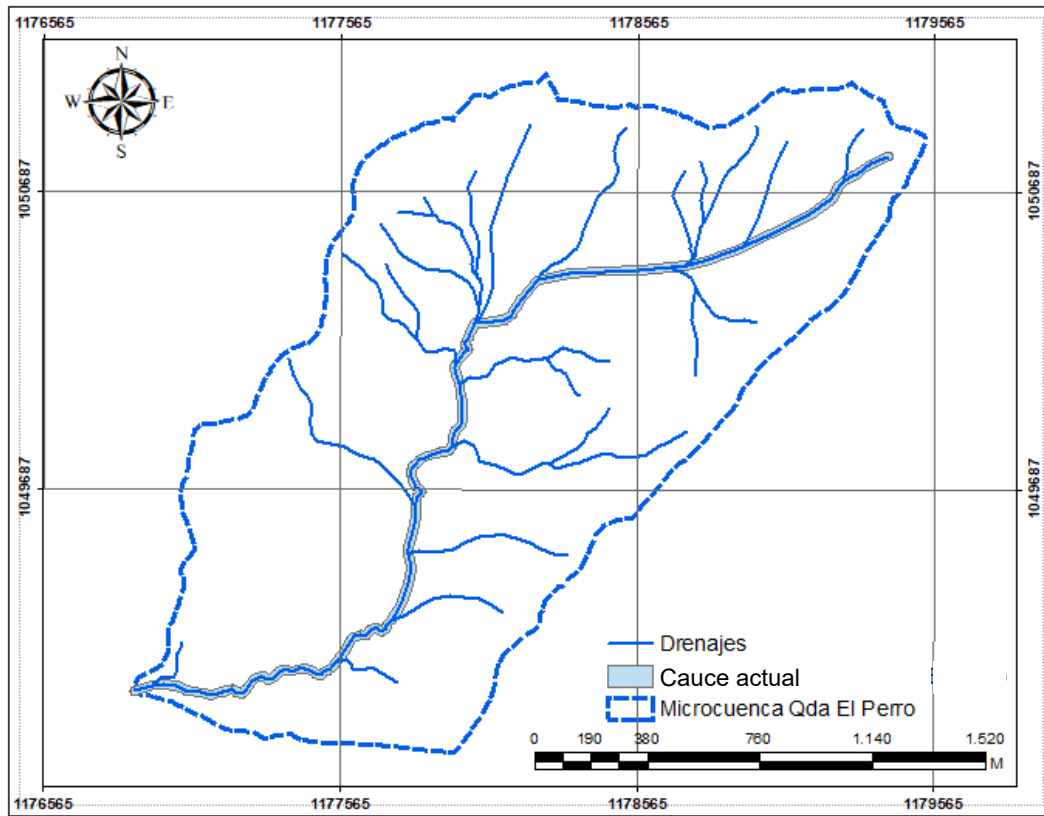 1176565 1177565 1178565 1179565
N
W E
S
1050687 1050687
1049687 1049687
Drenajes
Cauce actual
Microcuenca Qda El Perro
0 190 380 760 1.140 1.520
M
1176565 1177565 1178565 1179565